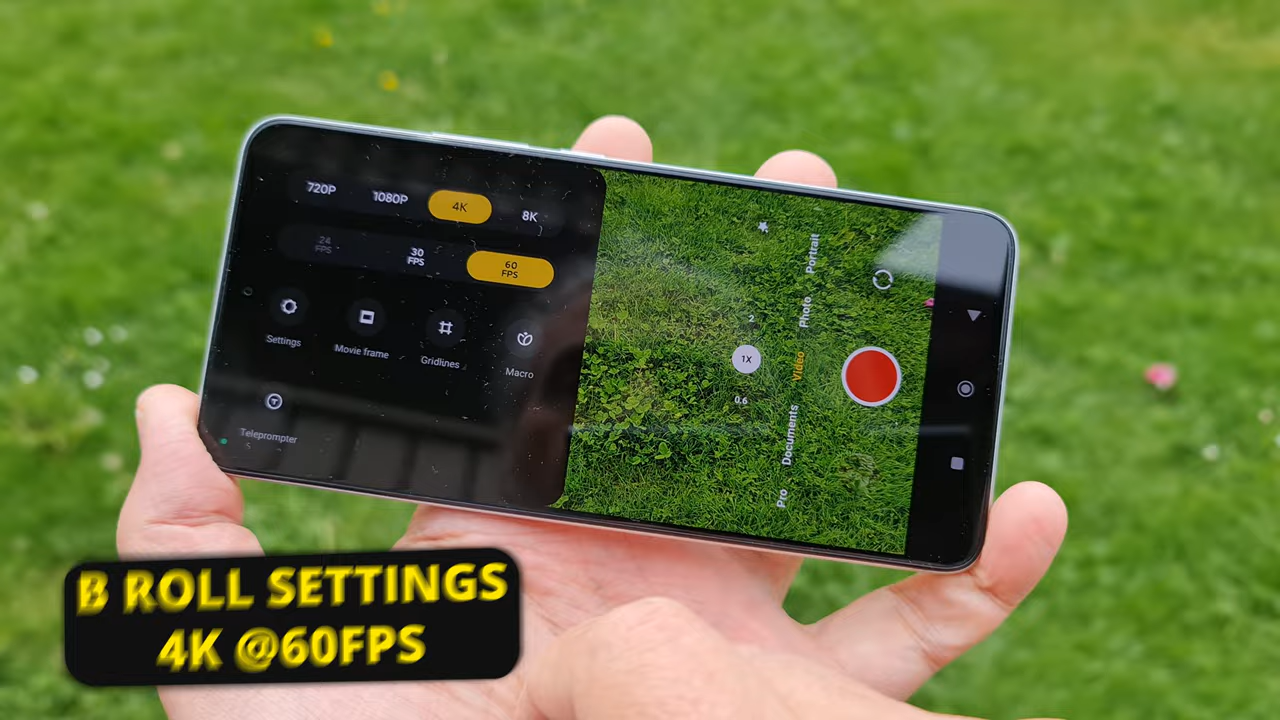 720P
1080P
4K
8K
24
FPS
30
FPS
60
FPS
Settings
Movie frame
Gridlines
Macro
Teleprompter
2
1X
0.6
Portrait
Photo
Video
Documents
Pro
B ROLL SETTINGS
4K @60FPS